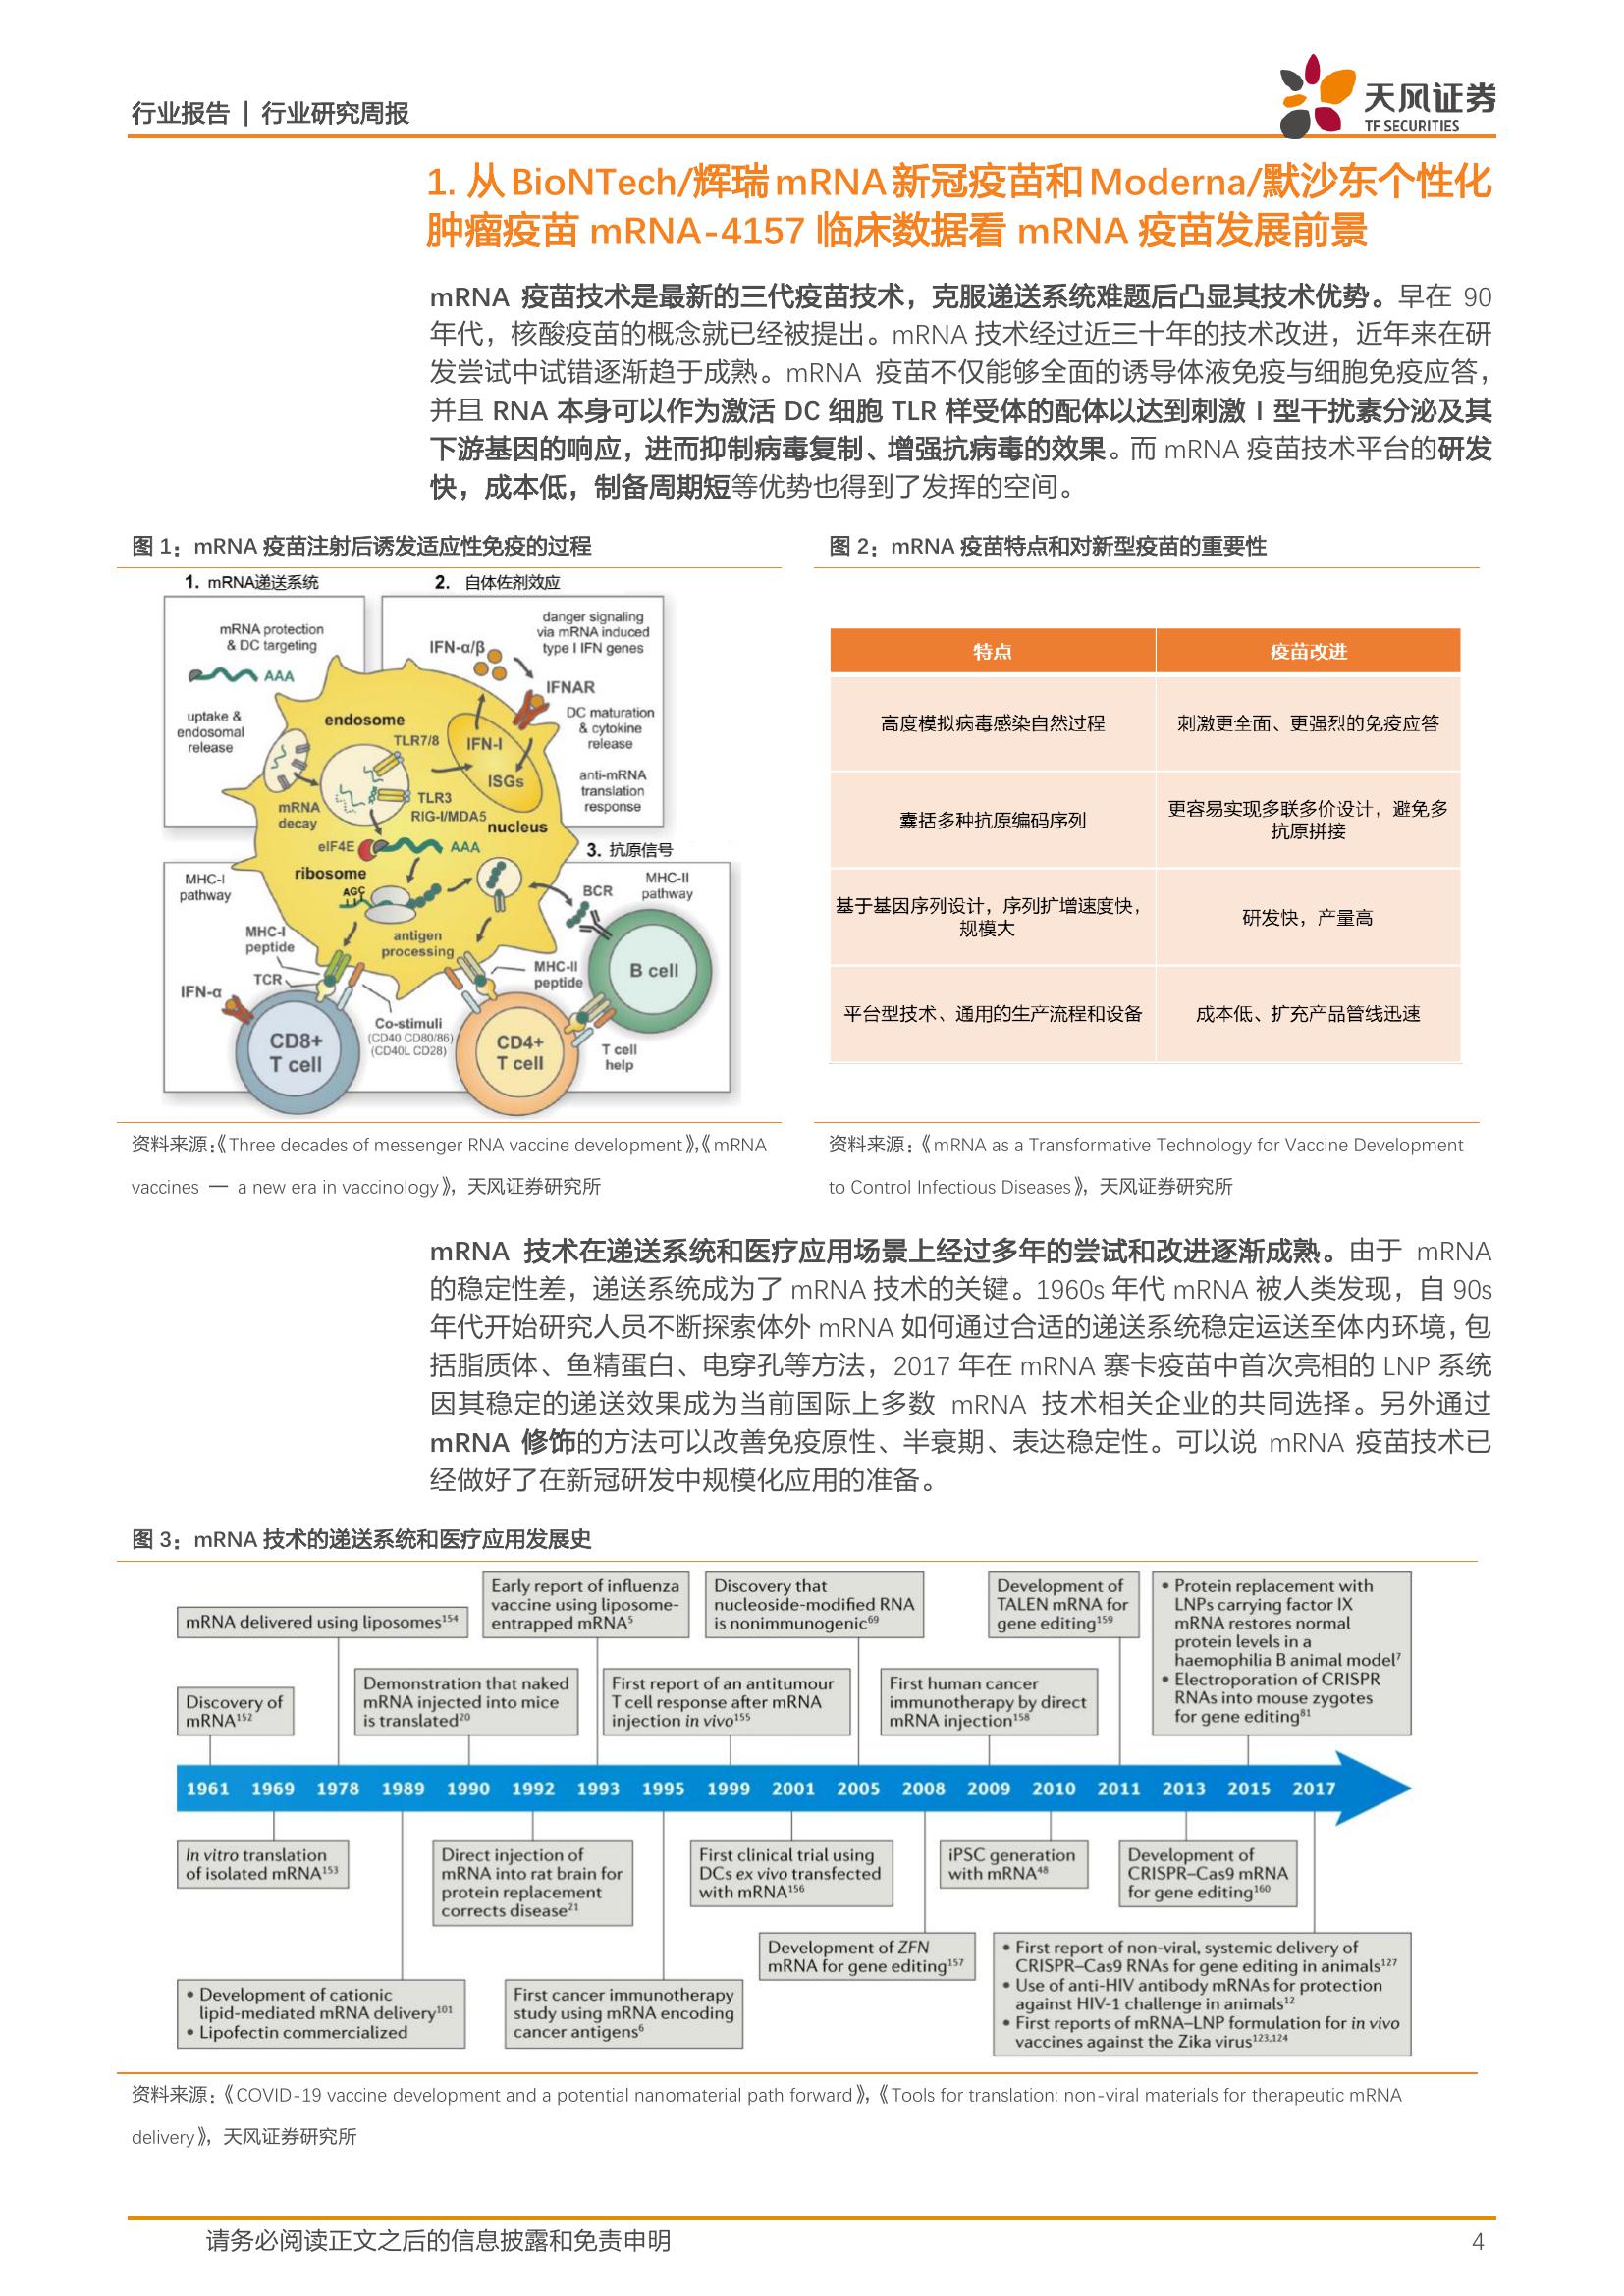 行业报告 | 行业研究周报
天风证券
TF SECURITIES
1. 从 BioNTech/辉瑞 mRNA 新冠疫苗和 Moderna/默沙东个性化
肿瘤疫苗 mRNA-4157 临床数据看 mRNA 疫苗发展前景
mRNA 疫苗技术是最新的三代疫苗技术，克服递送系统难题后凸显其技术优势。早在 90
年代，核酸疫苗的概念就已经被提出。mRNA 技术经过近三十年的技术改进，近年来在研
发尝试中试错逐渐趋于成熟。mRNA 疫苗不仅能够全面的诱导体液免疫与细胞免疫应答，
并且 RNA 本身可以作为激活 DC 细胞 TLR 样受体的配体以达到刺激 I 型干扰素分泌及其
下游基因的响应，进而抑制病毒复制、增强抗病毒的效果。而 mRNA 疫苗技术平台的研发
快，成本低，制备周期短等优势也得到了发挥的空间。
图 1：mRNA 疫苗注射后诱发适应性免疫的过程
1. mRNA递送系统
2. 自体佐剂效应
mRNA protection
& DC targeting
AAA
uptake &
endosomal
release
danger signaling
via mRNA induced
type I IFN genes
IFN-α/β
IFNAR
DC maturation
& cytokine
release
anti-mRNA
translation
response
endosome
TLR7/8
IFN-I
ISGs
TLR3
RIG-I/MDA5
nucleus
mRNA
decay
eIF4E
AAA
ribosome
AGC
3. 抗原信号
MHC-I
pathway
MHC-II
pathway
BCR
MHC-I
peptide
antigen
processing
TCR
MHC-II
peptide
B cell
IFN-α
Co-stimuli
(CD40 CD80/86)
(CD40L CD28)
CD8+
T cell
CD4+
T cell
T cell
help
资料来源：《Three decades of messenger RNA vaccine development》，《mRNA
vaccines — a new era in vaccinology》，天风证券研究所
图 2：mRNA 疫苗特点和对新型疫苗的重要性
特点 疫苗改进
高度模拟病毒感染自然过程 刺激更全面、更强烈的免疫应答
囊括多种抗原编码序列 更容易实现多联多价设计，避免多
抗原拼接
基于基因序列设计，序列扩增速度快，
规模大 研发快，产量高
平台型技术、通用的生产流程和设备 成本低、扩充产品管线迅速
资料来源：《mRNA as a Transformative Technology for Vaccine Development
to Control Infectious Diseases》，天风证券研究所
mRNA 技术在递送系统和医疗应用场景上经过多年的尝试和改进逐渐成熟。由于 mRNA
的稳定性差，递送系统成为了 mRNA 技术的关键。1960s 年代 mRNA 被人类发现，自 90s
年代开始研究人员不断探索体外 mRNA 如何通过合适的递送系统稳定运送至体内环境，包
括脂质体、鱼精蛋白、电穿孔等方法，2017 年在 mRNA 寨卡疫苗中首次亮相的 LNP 系统
因其稳定的递送效果成为当前国际上多数 mRNA 技术相关企业的共同选择。另外通过
mRNA 修饰的方法可以改善免疫原性、半衰期、表达稳定性。可以说 mRNA 疫苗技术已
经做好了在新冠研发中规模化应用的准备。
图 3：mRNA 技术的递送系统和医疗应用发展史
mRNA delivered using liposomes154
Early report of influenza
vaccine using liposome-
entrapped mRNA5
Discovery that
nucleoside-modified RNA
is nonimmunogenic69
Development of
TALEN mRNA for
gene editing159
• Protein replacement with
LNPs carrying factor IX
mRNA restores normal
protein levels in a
haemophilia B animal model7
• Electroporation of CRISPR
RNAs into mouse zygotes
for gene editing81
Discovery of
mRNA152
Demonstration that naked
mRNA injected into mice
is translated20
First report of an antitumour
T cell response after mRNA
injection in vivo155
First human cancer
immunotherapy by direct
mRNA injection158
1961 1969 1978 1989 1990 1992 1993 1995 1999 2001 2005 2008 2009 2010 2011 2013 2015 2017
In vitro translation
of isolated mRNA153
Direct injection of
mRNA into rat brain for
protein replacement
corrects disease21
First clinical trial using
DCs ex vivo transfected
with mRNA156
iPSC generation
with mRNA48
Development of
CRISPR–Cas9 mRNA
for gene editing160
Development of ZFN
mRNA for gene editing157
• First report of non-viral, systemic delivery of
CRISPR–Cas9 RNAs for gene editing in animals127
• Use of anti-HIV antibody mRNAs for protection
against HIV-1 challenge in animals12
• First reports of mRNA–LNP formulation for in vivo
vaccines against the Zika virus123,124
• Development of cationic
lipid-mediated mRNA delivery101
• Lipofectin commercialized
First cancer immunotherapy
study using mRNA encoding
cancer antigens6
资料来源：《COVID-19 vaccine development and a potential nanomaterial path forward》，《Tools for translation: non-viral materials for therapeutic mRNA
delivery》，天风证券研究所
请务必阅读正文之后的信息披露和免责申明
4